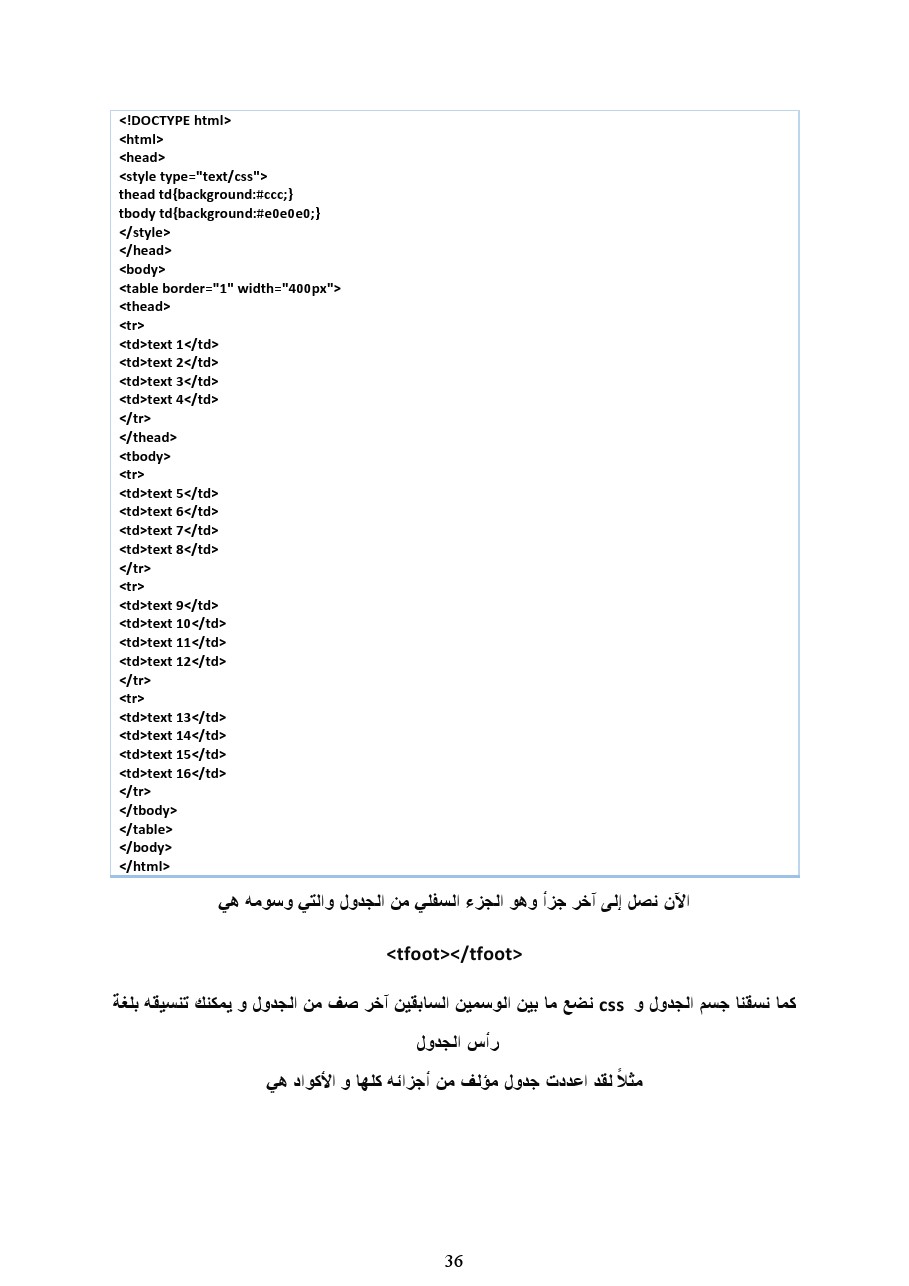 <!DOCTYPE html>
<html>
<head>
<style type="text/css">
thead td{background:#ccc;}
tbody td{background:#e0e0e0;}
</style>
</head>
<body>
<table border="1" width="400px">
<thead>
<tr>
<td>text 1</td>
<td>text 2</td>
<td>text 3</td>
<td>text 4</td>
</tr>
</thead>
<tbody>
<tr>
<td>text 5</td>
<td>text 6</td>
<td>text 7</td>
<td>text 8</td>
</tr>
<tr>
<td>text 9</td>
<td>text 10</td>
<td>text 11</td>
<td>text 12</td>
</tr>
<tr>
<td>text 13</td>
<td>text 14</td>
<td>text 15</td>
<td>text 16</td>
</tr>
</tbody>
</table>
</body>
</html>
الآن نصل إلى آخر جزأ وهو الجزء السفلي من الجدول والتي وسومه هي
<tfoot></tfoot>
كما نسقنا جسم الجدول و css نضع ما بين الوسمين السابقين آخر صف من الجدول و يمكنك تنسيقه بلغة
رأس الجدول
مثلاً لقد اعددت جدول مؤلف من أجزائه كلها و الأكواد هي
36